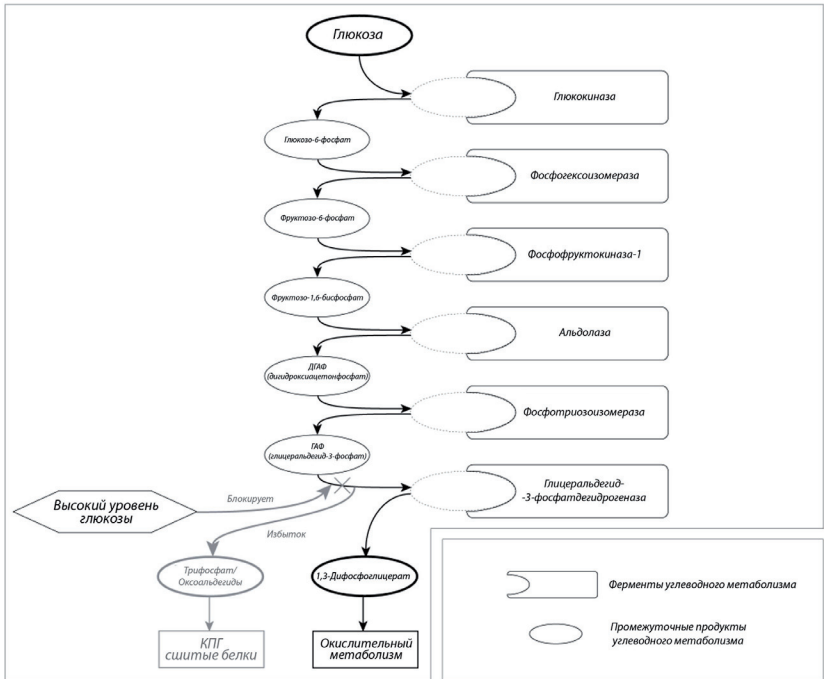 Глюкоза
Глюкокиназа
Глюкозо-6-фосфат
Фосфогексоизомераза
Фруктозо-6-фосфат
Фосфофруктокиназа-1
Фруктозо-1,6-бисфосфат
Альдолаза
ДГАФ
(дигидроксиацетонфосфат)
Фосфотриозоизомераза
ГАФ
(глицеральдегид-3-фосфат)
Глицеральдегид-
-3-фосфатдегидрогеназа
Высокий уровень
глюкозы
Блокирует
Избыток
Трифосфат/
Оксоальдегиды
1,3-Дифосфоглицерат
КПГ
сшитые белки
Окислительный
метаболизм
Ферменты углеводного метаболизма
Промежуточные продукты
углеводного метаболизма